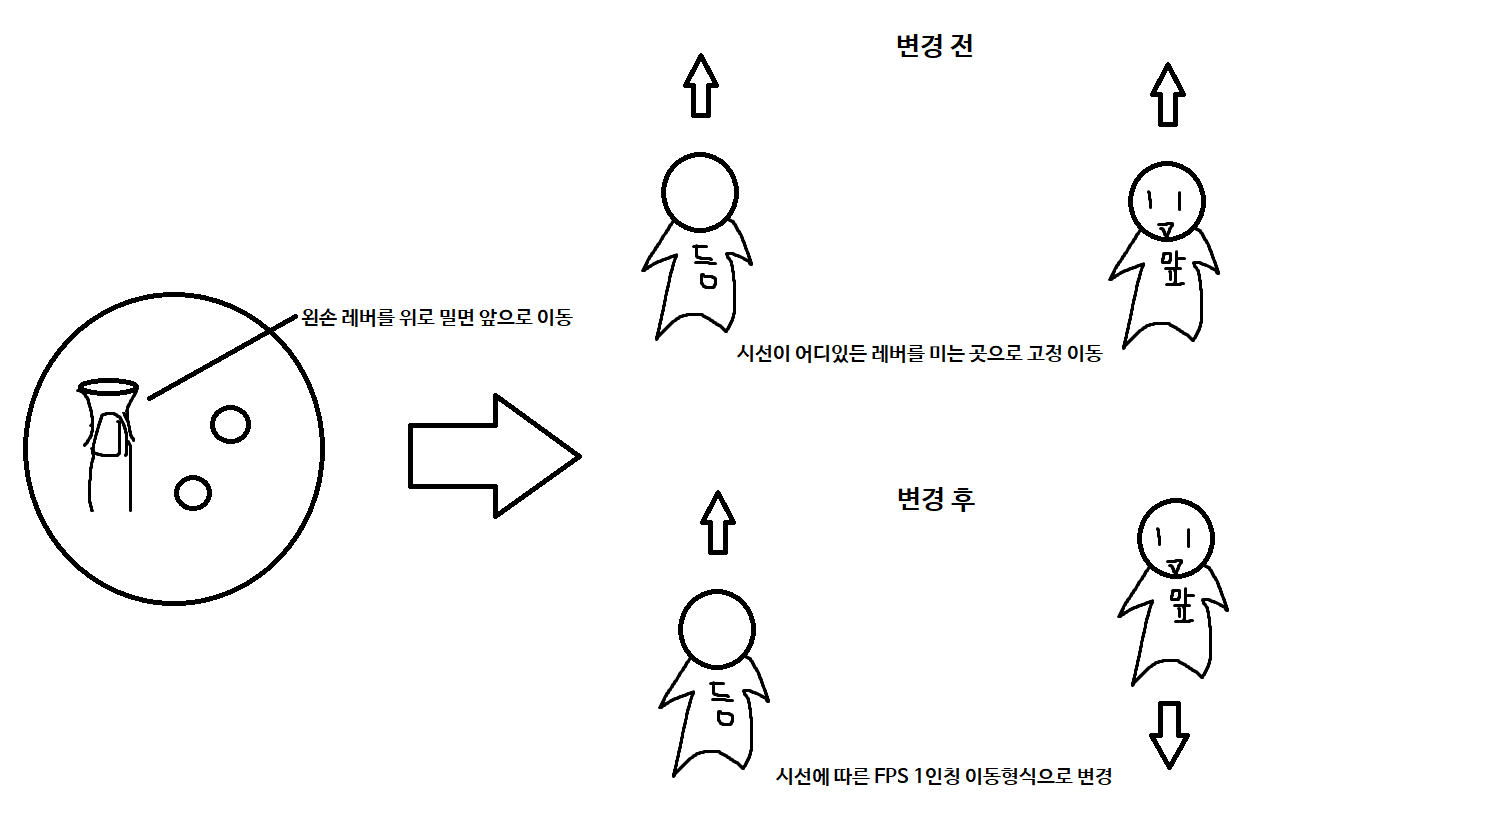 변경 전
등
앞
왼손 레버를 위로 밀면 앞으로 이동
시선이 어디있든 레버를 미는 곳으로 고정 이동
변경 후
등
앞
시선에 따른 FPS 1인칭 이동형식으로 변경